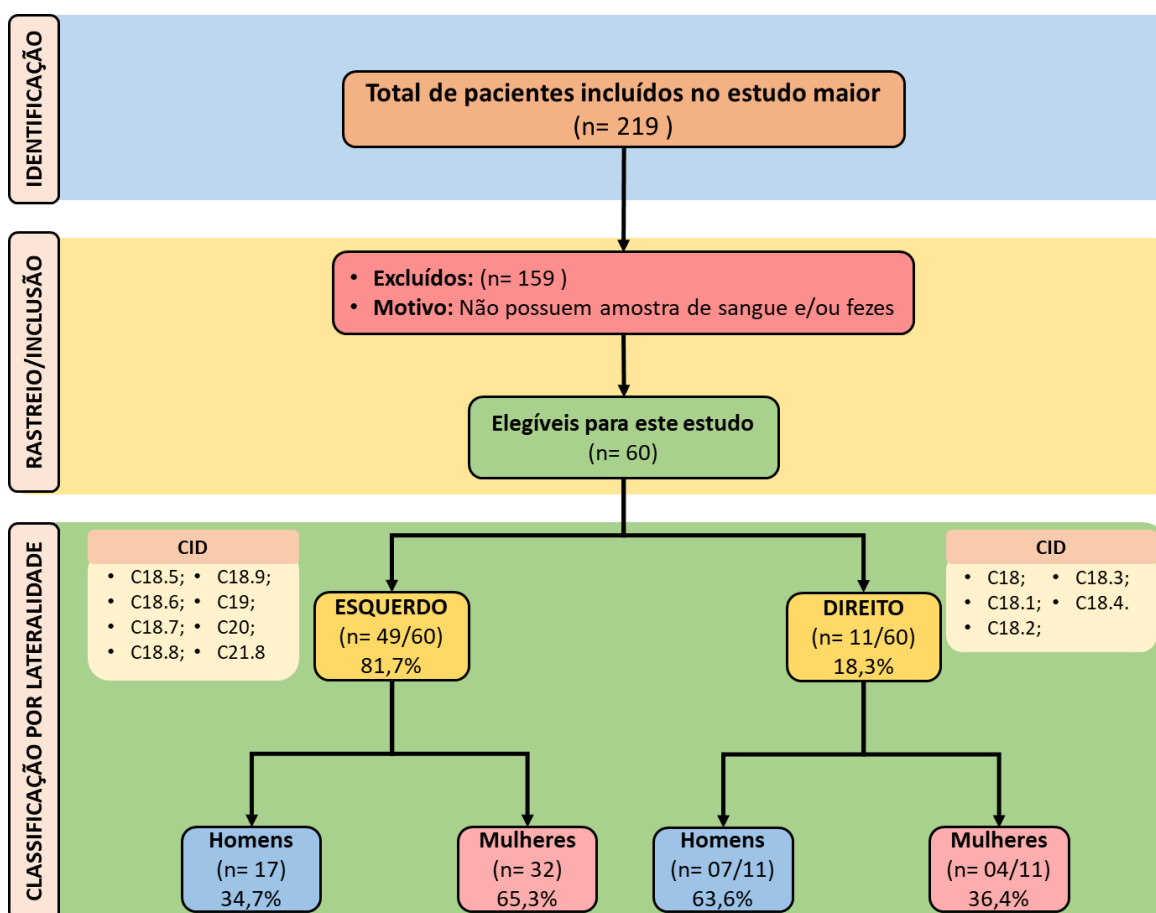 IDENTIFICAÇÃO
Total de pacientes incluídos no estudo maior
(n= 219 )
RASTREIO/INCLUSÃO
• Excluídos: (n= 159 )
• Motivo: Não possuem amostra de sangue e/ou fezes
Elegíveis para este estudo
(n= 60)
CLASSIFICAÇÃO POR LATERALIDADE
CID
• C18.5; • C18.9;
• C18.6; • C19;
• C18.7; • C20;
• C18.8; • C21.8
ESQUERDO
(n= 49/60)
81,7%
DIREITO
(n= 11/60)
18,3%
CID
• C18; • C18.3;
• C18.1; • C18.4.
• C18.2;
Homens
(n= 17)
34,7%
Mulheres
(n= 32)
65,3%
Homens
(n= 07/11)
63,6%
Mulheres
(n= 04/11)
36,4%